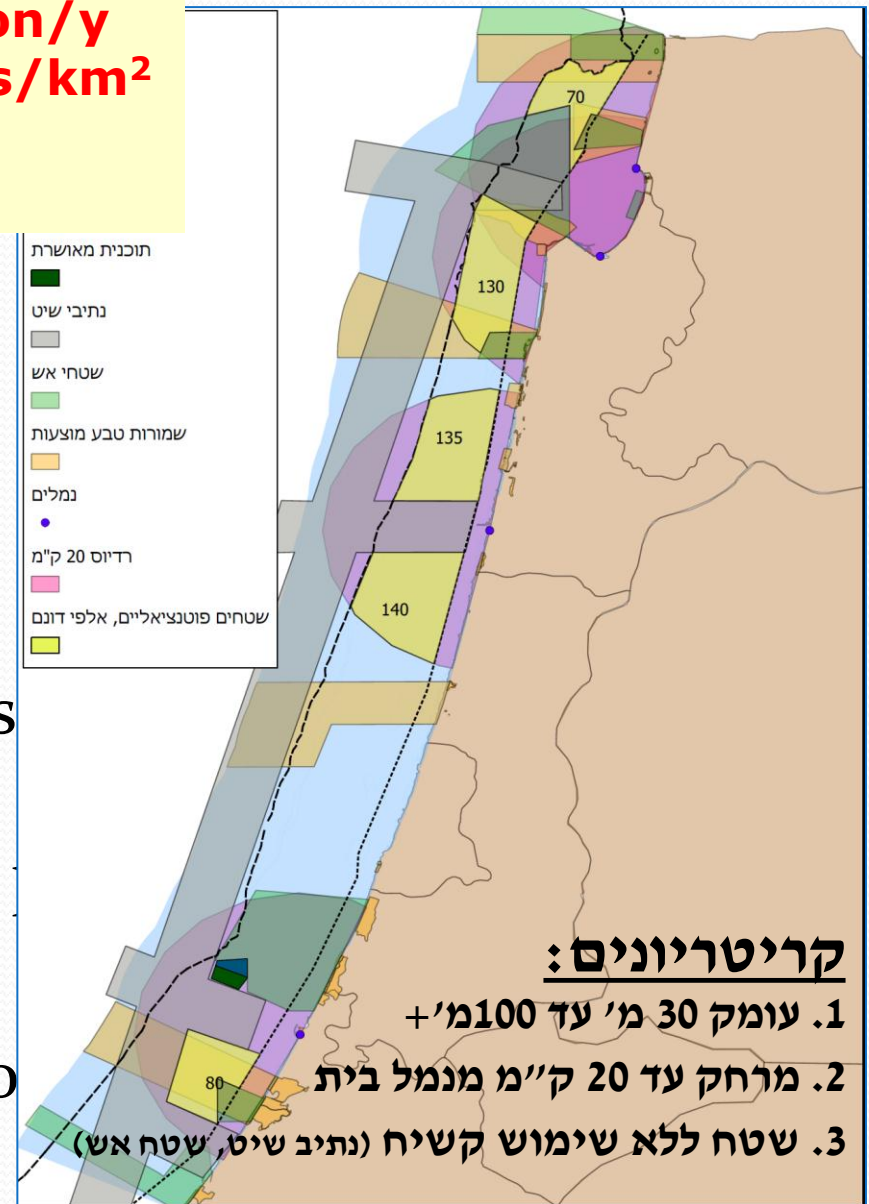 on/y
s/km²
תוכנית מאושרת
נתיבי שיט
שטחי אש
שמורות טבע מוצעות
נמלים
רדיוס 20 ק"מ
שטחים פוטנציאליים, אלפי דונם
70
130
135
140
80
s
קריטריונים:
1. עומק 30 מ' עד 100מ'+
2. מרחק עד 20 ק"מ מנמל בית
3. שטח ללא שימוש קשיח (נתיב שיט, שטח אש)